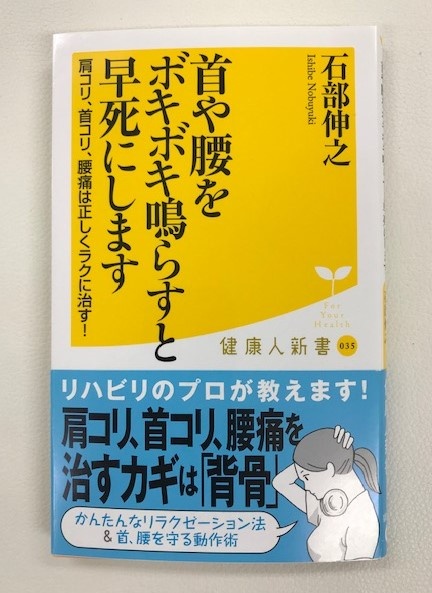 首や腰を
ボキボキ鳴らすと
早死にします
肩コリ、首コリ、腰痛は正しくラクに治す!
石部伸之
Ishibe Nobuyuki
For
Your
Health
健康人新書
035
リハビリのプロが教えます!
肩コリ、首コリ、腰痛を
治すカギは「背骨」
かんたんなリラクゼーション法
&首、腰を守る動作術